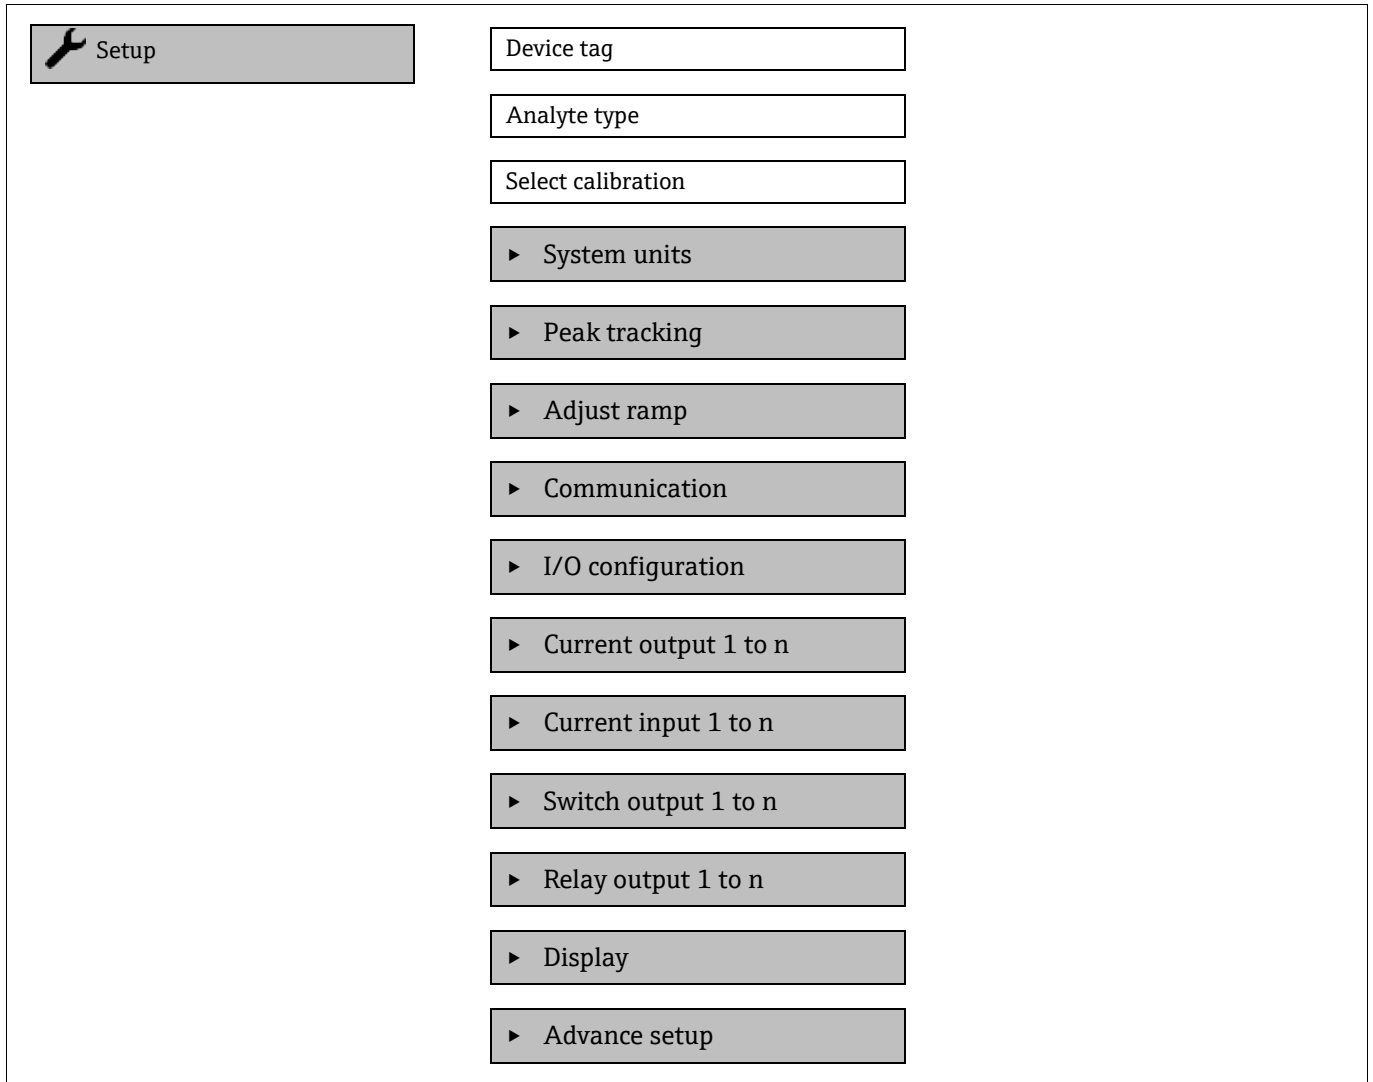 Setup
Device tag
Analyte type
Select calibration
► System units
► Peak tracking
► Adjust ramp
► Communication
► I/O configuration
► Current output 1 to n
► Current input 1 to n
► Switch output 1 to n
► Relay output 1 to n
► Display
► Advance setup